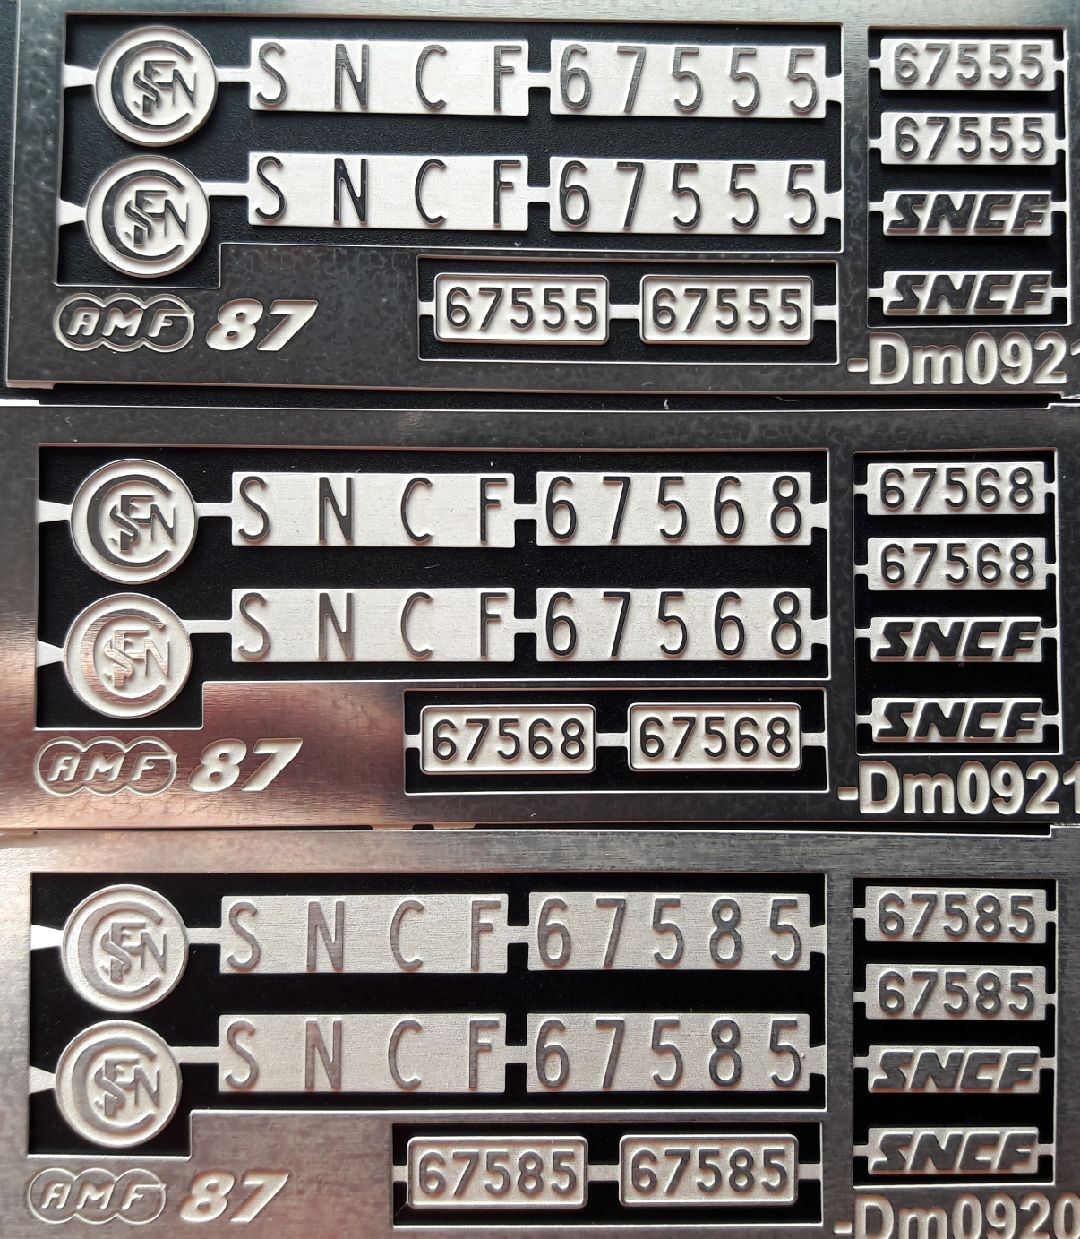 SNCF S N C F 67555 67555
67555
SNCF S N C F 67555 SNCF
SNCF
67555 67555
AMF 87 -Dm0921
SNCF S N C F 67568 67568
67568
SNCF S N C F 67568 SNCF
SNCF
67568 67568
AMF 87 -Dm0921
SNCF S N C F 67585 67585
67585
SNCF S N C F 67585 SNCF
SNCF
67585 67585
AMF 87 -Dm0920